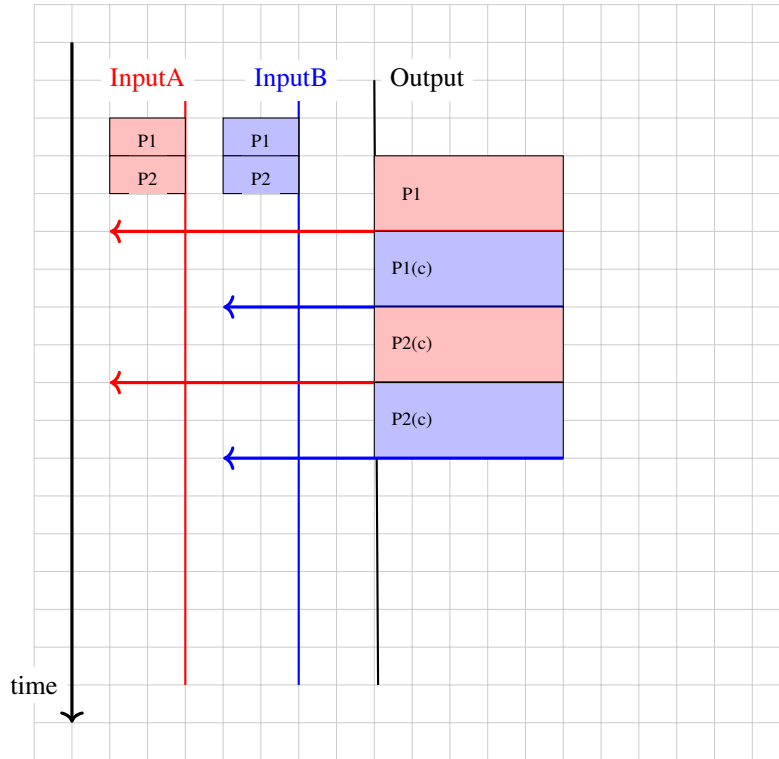 InputA
InputB
Output
P1
P1
P2
P2
P1
P1(c)
P2(c)
P2(c)
time